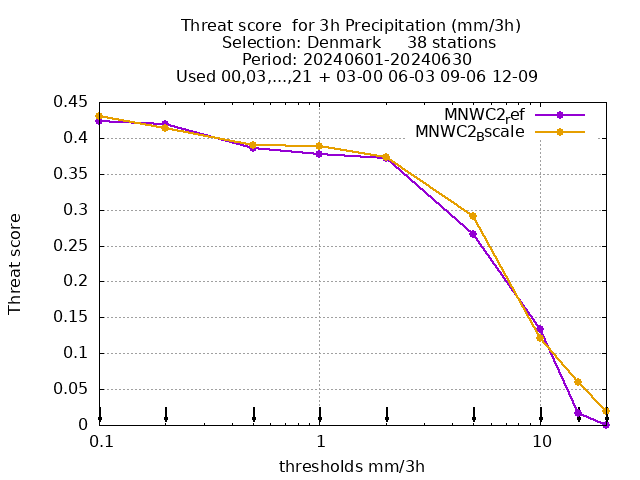 Threat score  for 3h Precipitation (mm/3h)
Selection: Denmark     38 stations
Period: 20240601-20240630
Used 00,03,...,21 + 03-00 06-03 09-06 12-09
MNWC2ref
MNWC2Bscale
0.45
0.4
0.35
0.3
0.25
0.2
0.15
0.1
0.05
0
Threat score
0.1 1 10
thresholds mm/3h